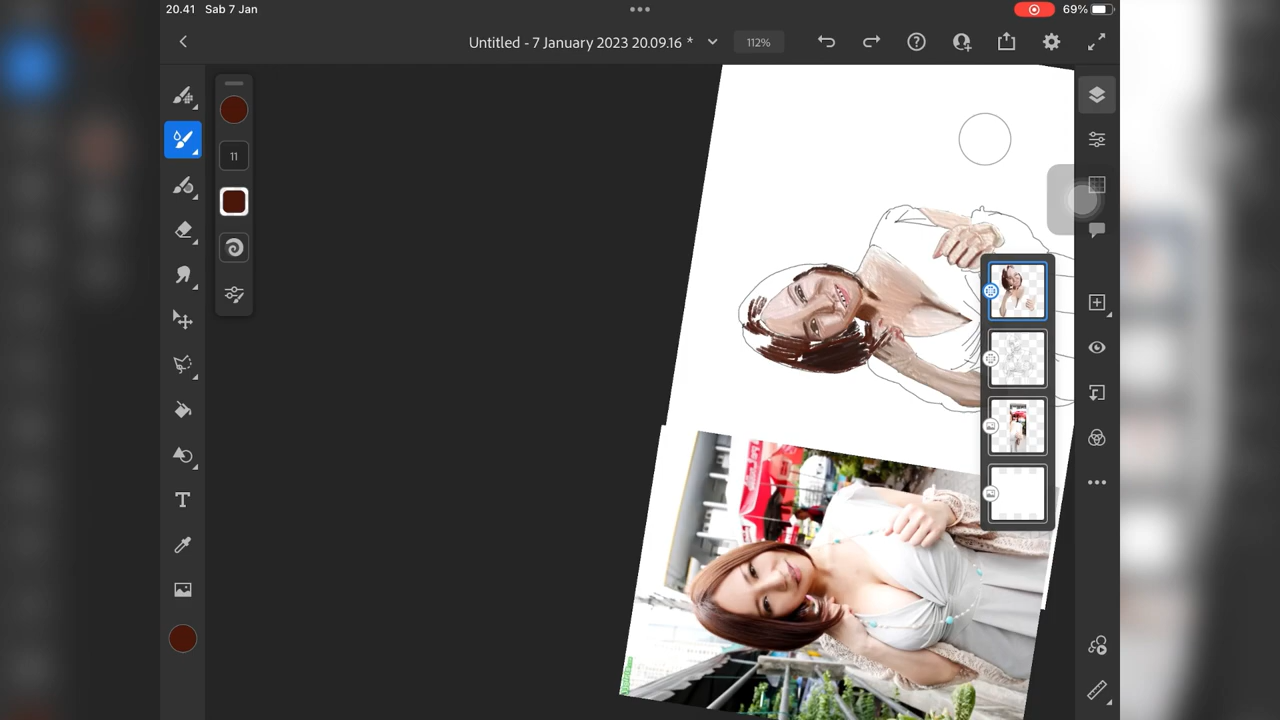 20.41 Sab 7 Jan
69%
Untitled - 7 January 2023 20.09.16 *
112%
11
T